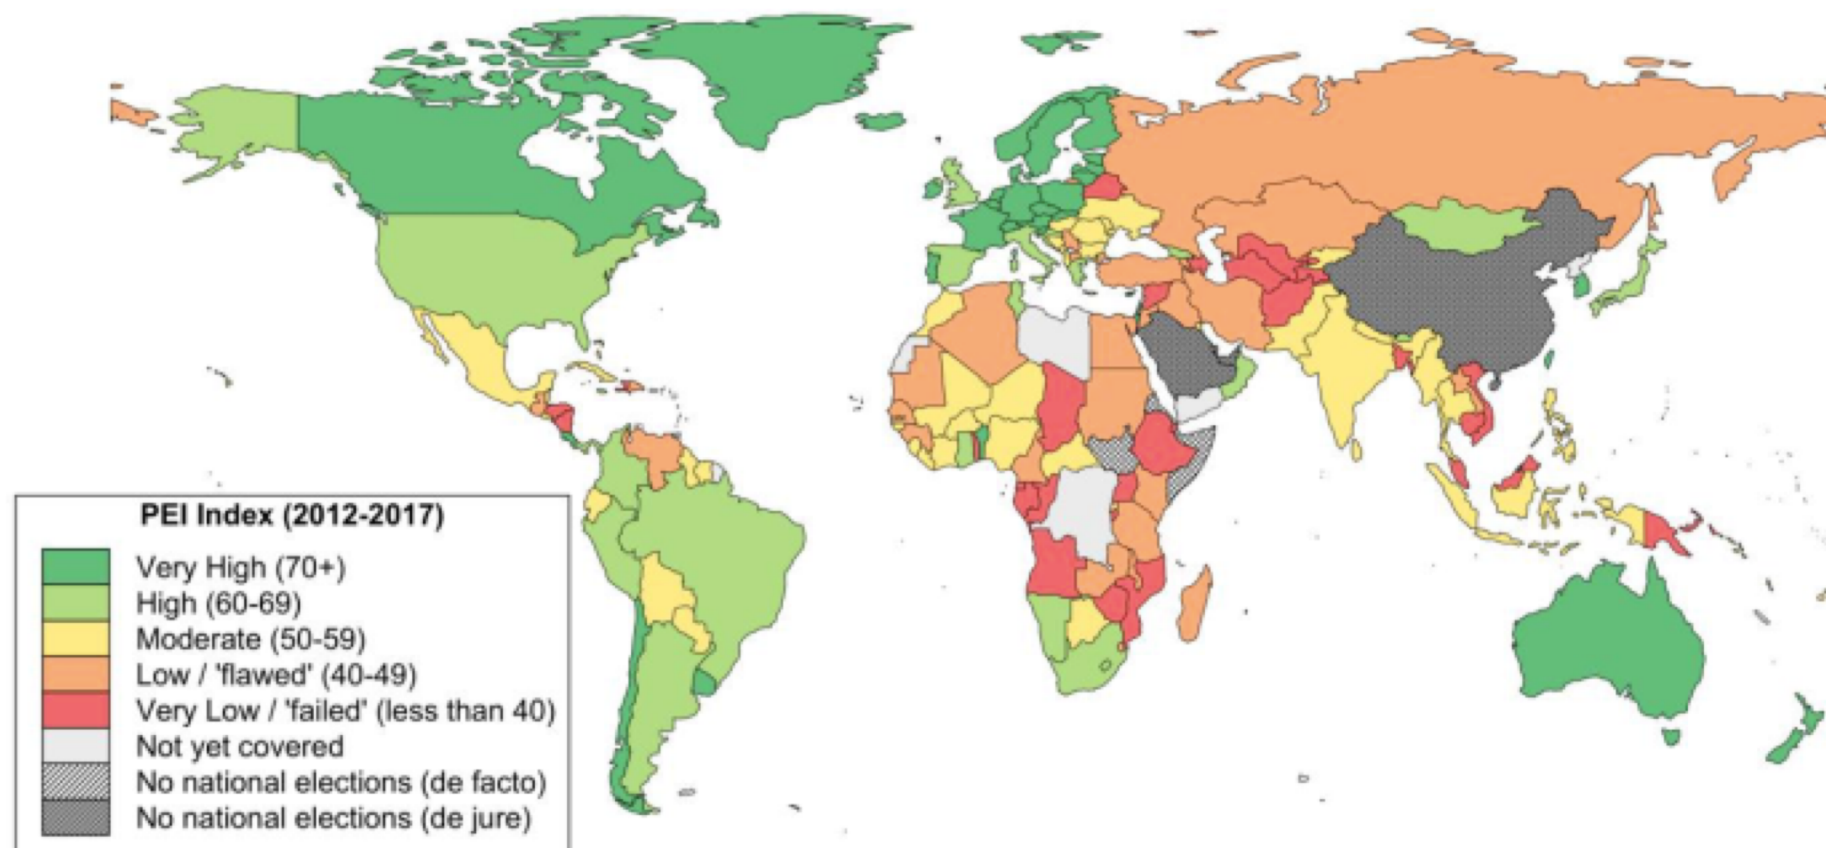 PEI Index (2012-2017)
Very High (70+)
High (60-69)
Moderate (50-59)
Low / 'flawed' (40-49)
Very Low / 'failed' (less than 40)
Not yet covered
No national elections (de facto)
No national elections (de jure)